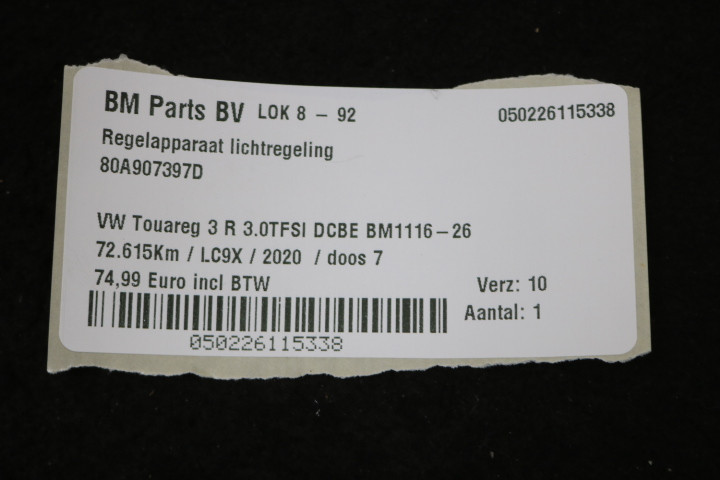 BM Parts BV LOK 8 - 92 050226115338
Regelapparaat lichtregeling
80A907397D
VW Touareg 3 R 3.0TFSI DCBE BM1116-26
72.615Km / LC9X / 2020 / doos 7
74,99 Euro incl BTW Verz: 10
Aantal: 1
050226115338